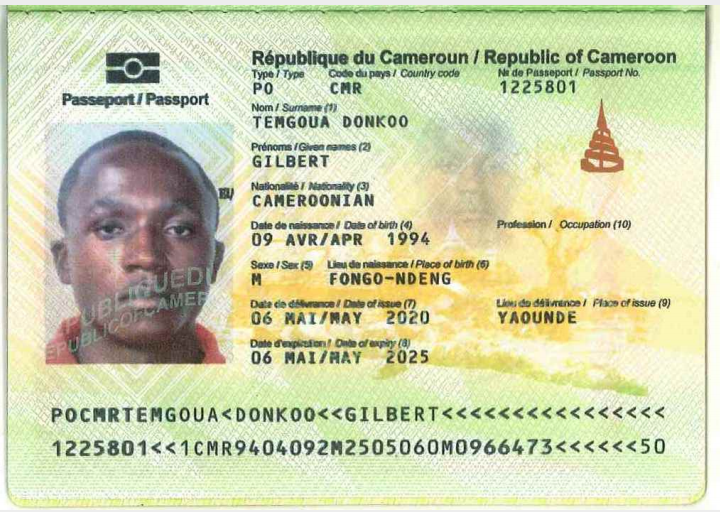 République du Cameroun / Republic of Cameroon
Type / Type Code du pays / Country code № de Passeport / Passport No.
PO CMR 1225801
Passeport / Passport
Nom / Surname (1)
TEMGOUA DONKOO
Prénoms / Given names (2)
GILBERT
Nationalité / Nationality (3)
CAMEROONIAN
Date de naissance / Date of birth (4) Profession / Occupation (10)
09 AVR/APR 1994
Sexe / Sex (5) Lieu de naissance / Place of birth (6)
M FONGO-NDENG
Date de délivrance / Date of issue (7) Lieu de délivrance / Place of issue (9)
06 MAI/MAY 2020 YAOUNDE
Date d'expiration / Date of expiry (8)
06 MAI/MAY 2025
PUBLIQUEDU
EPUBLICOFCAMER
POCMRTEMGOUA<DONKOO<<GILBERT<<<<<<<<<<<<<<<<
1225801<<1CMR9404092M2505060M0966473<<<<<<50